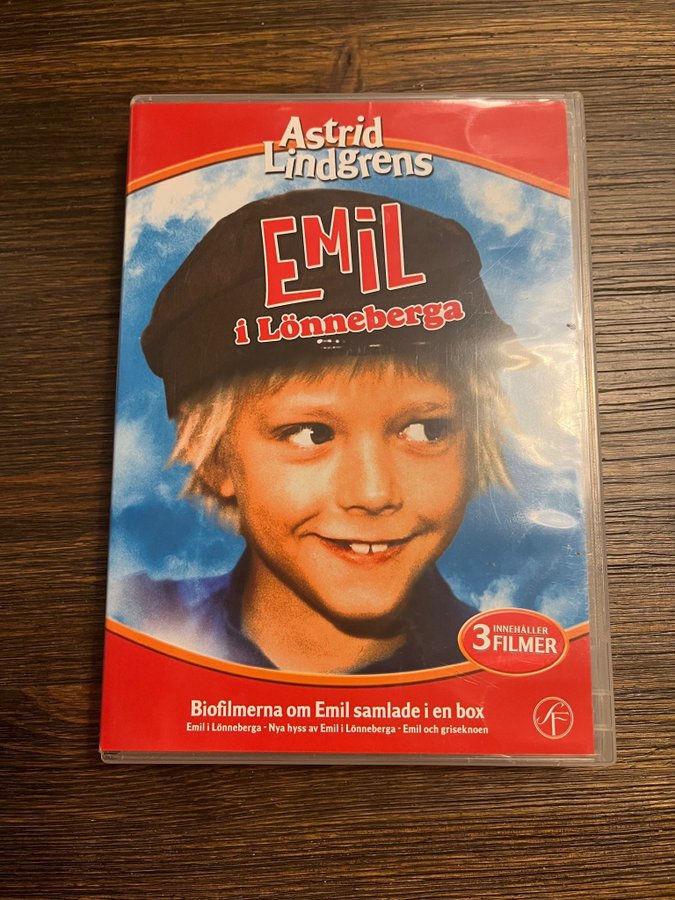 Astrid
Lindgrens
EMIL
i Lönneberga
3 INNEHÅLLER
FILMER
Biofilmerna om Emil samlade i en box
Emil i Lönneberga - Nya hyss av Emil i Lönneberga - Emil och griseknoen
SF